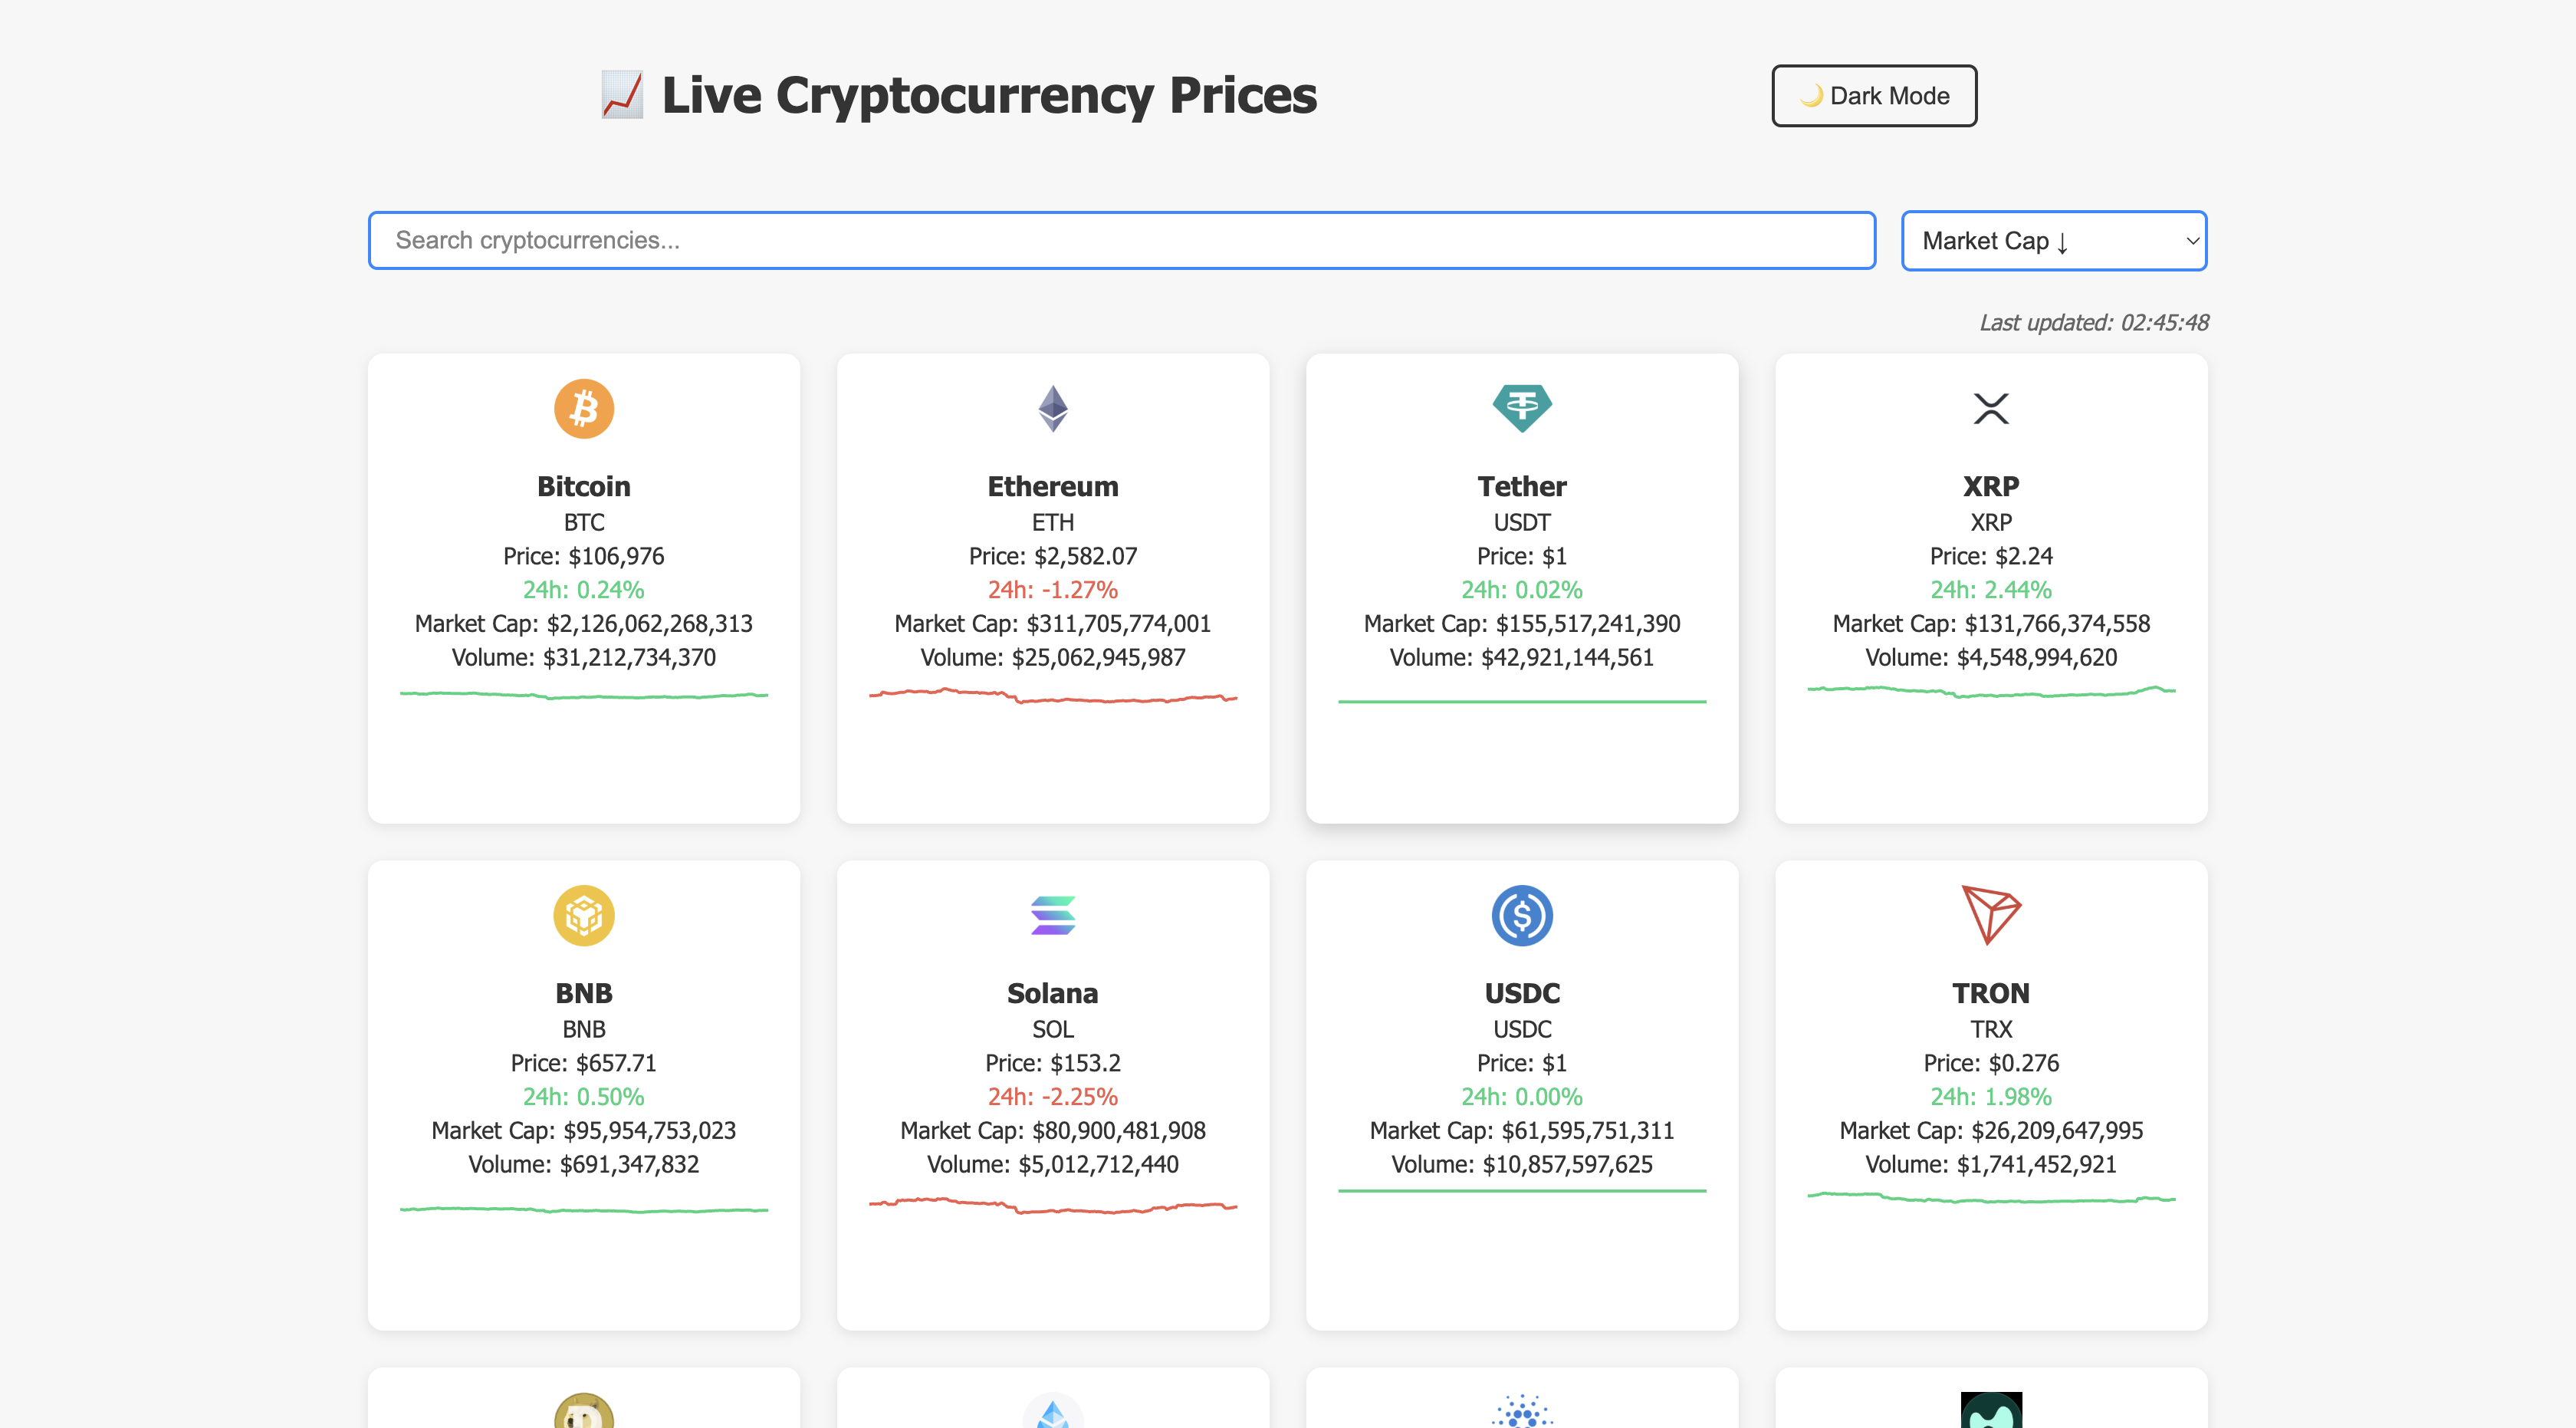 📈 Live Cryptocurrency Prices
🌙 Dark Mode
Search cryptocurrencies...
Market Cap ↓
Last updated: 02:45:48
Bitcoin
BTC
Price: $106,976
24h: 0.24%
Market Cap: $2,126,062,268,313
Volume: $31,212,734,370
Ethereum
ETH
Price: $2,582.07
24h: -1.27%
Market Cap: $311,705,774,001
Volume: $25,062,945,987
Tether
USDT
Price: $1
24h: 0.02%
Market Cap: $155,517,241,390
Volume: $42,921,144,561
XRP
XRP
Price: $2.24
24h: 2.44%
Market Cap: $131,766,374,558
Volume: $4,548,994,620
BNB
BNB
Price: $657.71
24h: 0.50%
Market Cap: $95,954,753,023
Volume: $691,347,832
Solana
SOL
Price: $153.2
24h: -2.25%
Market Cap: $80,900,481,908
Volume: $5,012,712,440
USDC
USDC
Price: $1
24h: 0.00%
Market Cap: $61,595,751,311
Volume: $10,857,597,625
TRON
TRX
Price: $0.276
24h: 1.98%
Market Cap: $26,209,647,995
Volume: $1,741,452,921